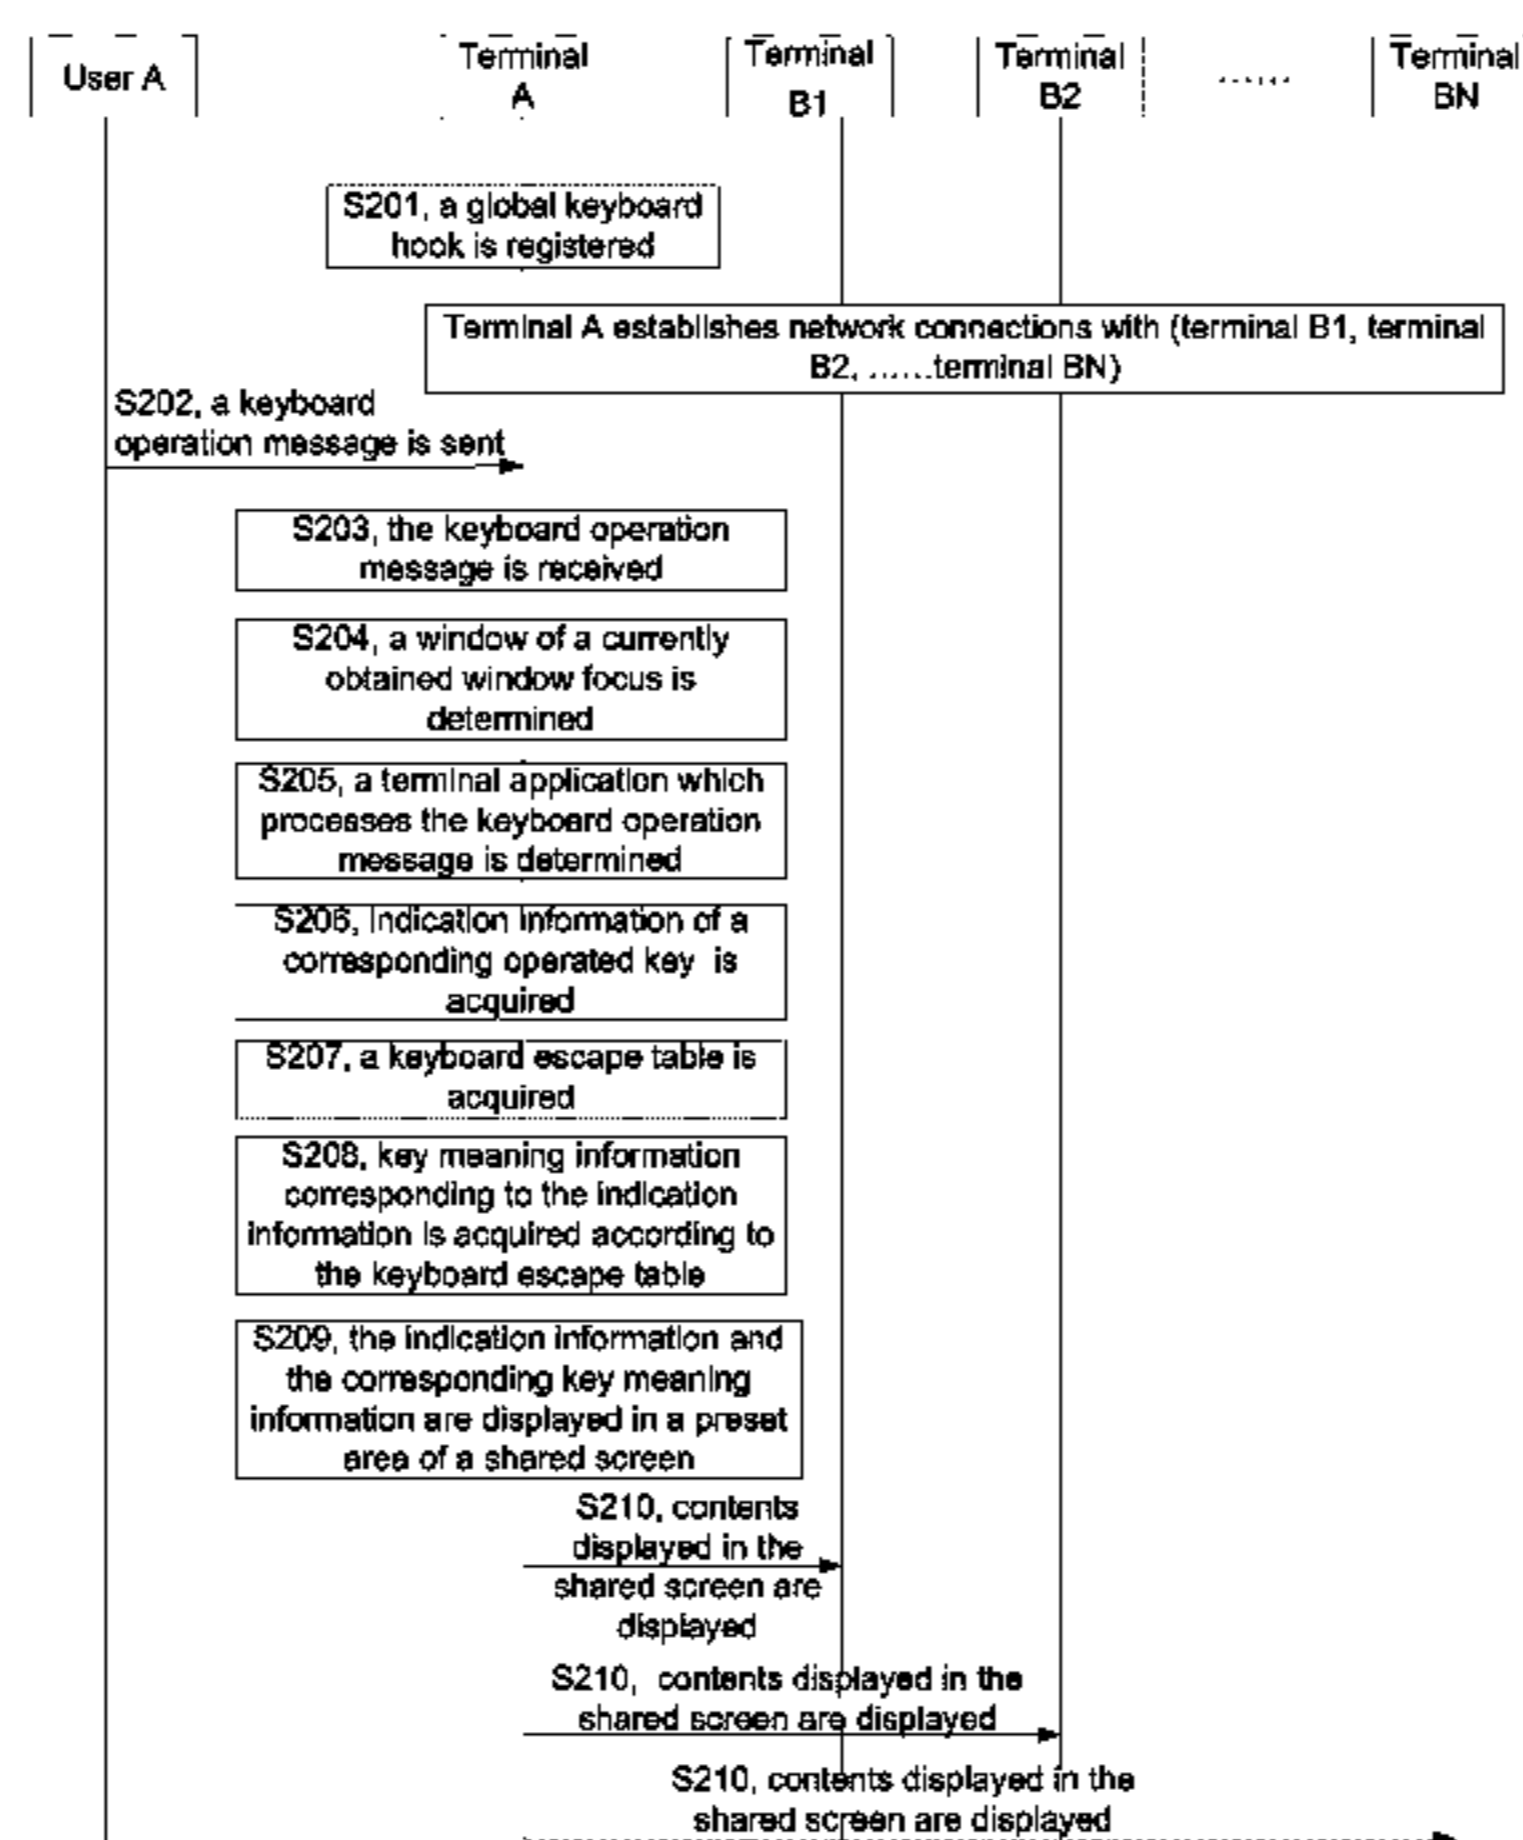 User A
Terminal
A
Terminal
B1
Terminal
B2
......
Terminal
BN
S201, a global keyboard
hook is registered
Terminal A establishes network connections with (terminal B1, terminal
B2, ......terminal BN)
S202, a keyboard
operation message is sent
S203, the keyboard operation
message is received
S204, a window of a currently
obtained window focus is
determined
S205, a terminal application which
processes the keyboard operation
message is determined
S206, indication information of a
corresponding operated key is
acquired
S207, a keyboard escape table is
acquired
S208, key meaning information
corresponding to the indication
information is acquired according to
the keyboard escape table
S209, the indication information and
the corresponding key meaning
information are displayed in a preset
area of a shared screen
S210, contents
displayed in the
shared screen are
displayed
S210, contents displayed in the
shared screen are displayed
S210, contents displayed in the
shared screen are displayed